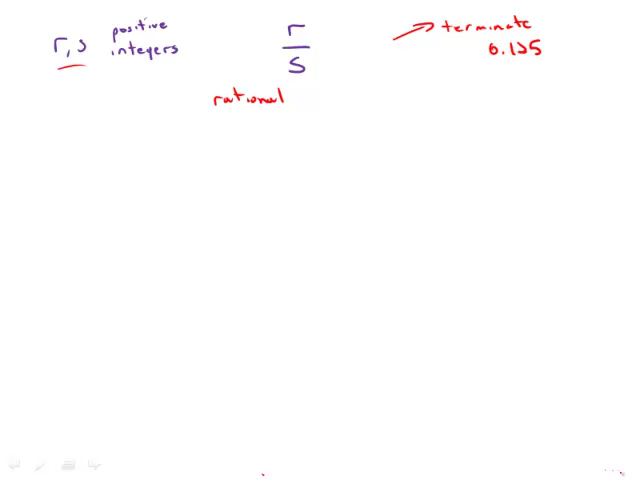 r, s positive integers
r
s
rational
terminate
0.125